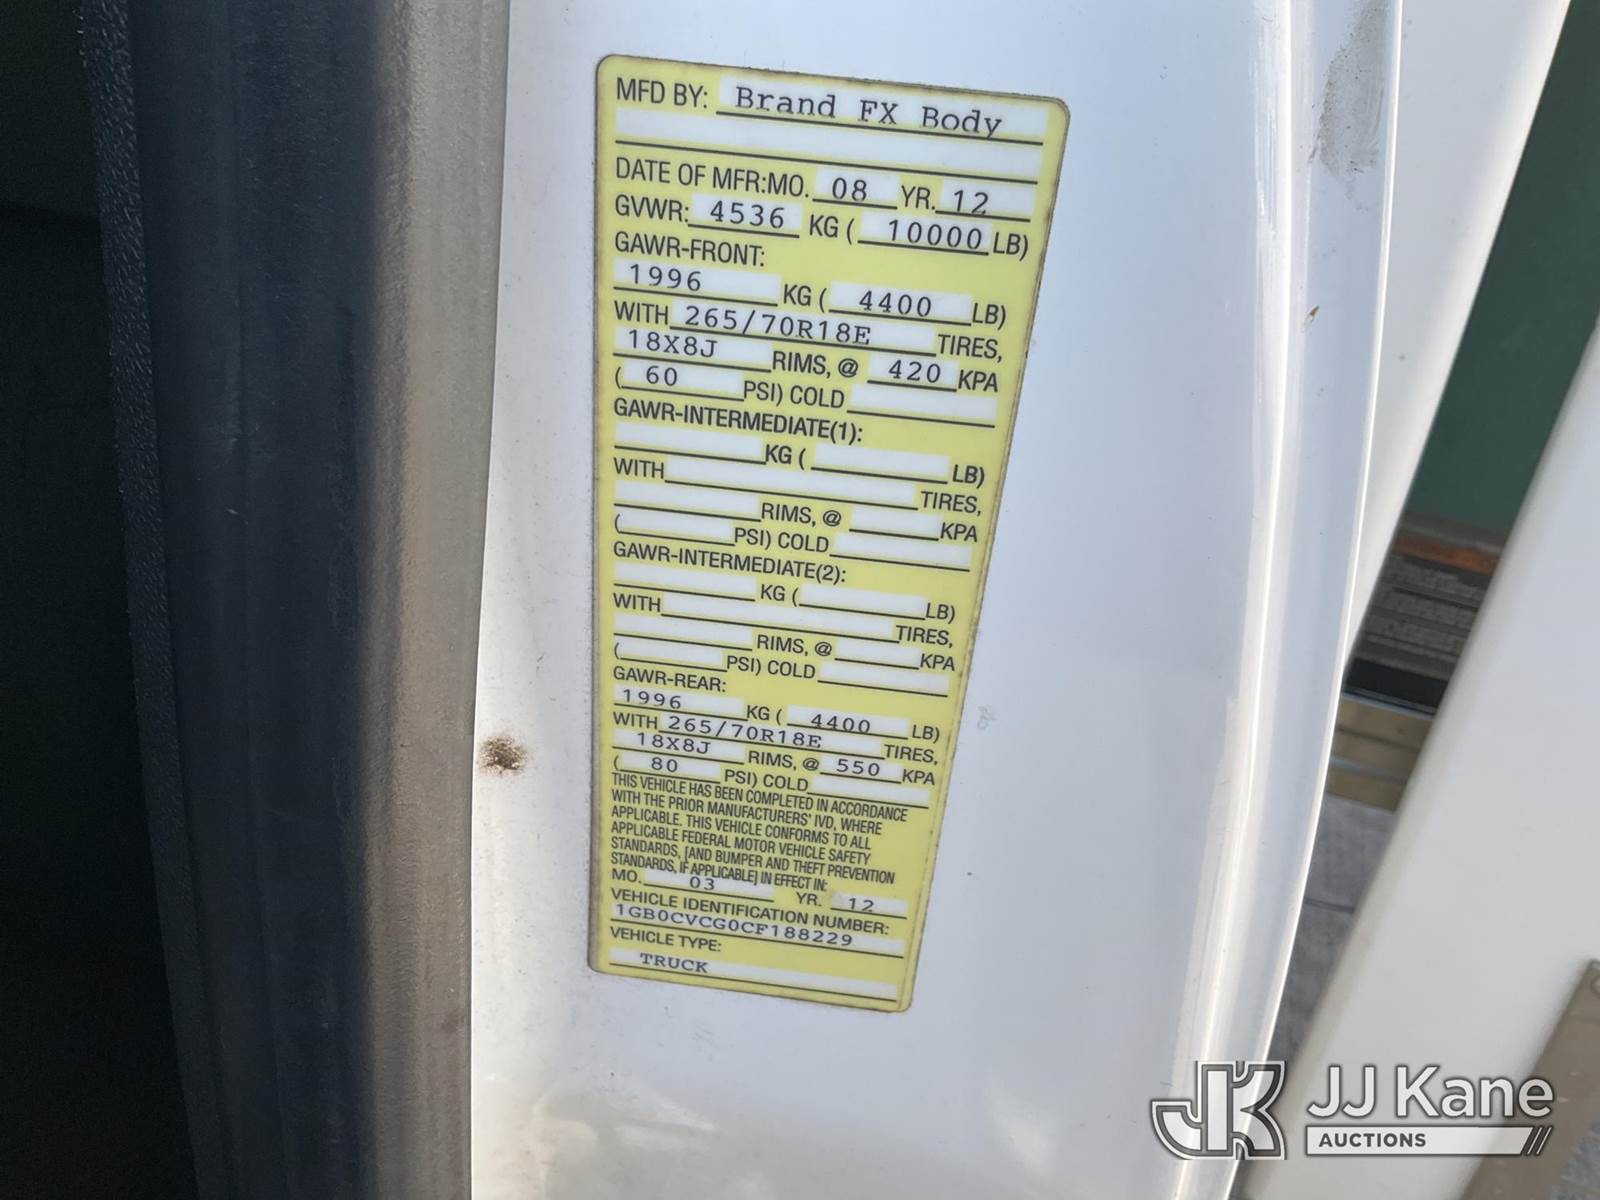 MFD BY: Brand FX Body
DATE OF MFR:MO. 08 YR. 12
GVWR: 4536 KG ( 10000 LB)
GAWR-FRONT:
1996 KG ( 4400 LB)
WITH 265/70R18E TIRES,
18X8J RIMS, @ 420 KPA
( 60 PSI) COLD
GAWR-INTERMEDIATE(1):
KG ( LB)
WITH TIRES,
RIMS, @ KPA
( PSI) COLD
GAWR-INTERMEDIATE(2):
KG ( LB)
WITH TIRES,
RIMS, @ KPA
( PSI) COLD
GAWR-REAR:
1996 KG ( 4400 LB)
WITH 265/70R18E TIRES,
18X8J RIMS, @ 550 KPA
( 80 PSI) COLD
THIS VEHICLE HAS BEEN COMPLETED IN ACCORDANCE
WITH THE PRIOR MANUFACTURERS' IVD, WHERE
APPLICABLE. THIS VEHICLE CONFORMS TO ALL
APPLICABLE FEDERAL MOTOR VEHICLE SAFETY
STANDARDS, [AND BUMPER AND THEFT PREVENTION
STANDARDS, IF APPLICABLE] IN EFFECT IN:
MO. 03 YR. 12
VEHICLE IDENTIFICATION NUMBER:
1GB0CVCG0CF188229
VEHICLE TYPE:
TRUCK
JK JJ Kane
AUCTIONS